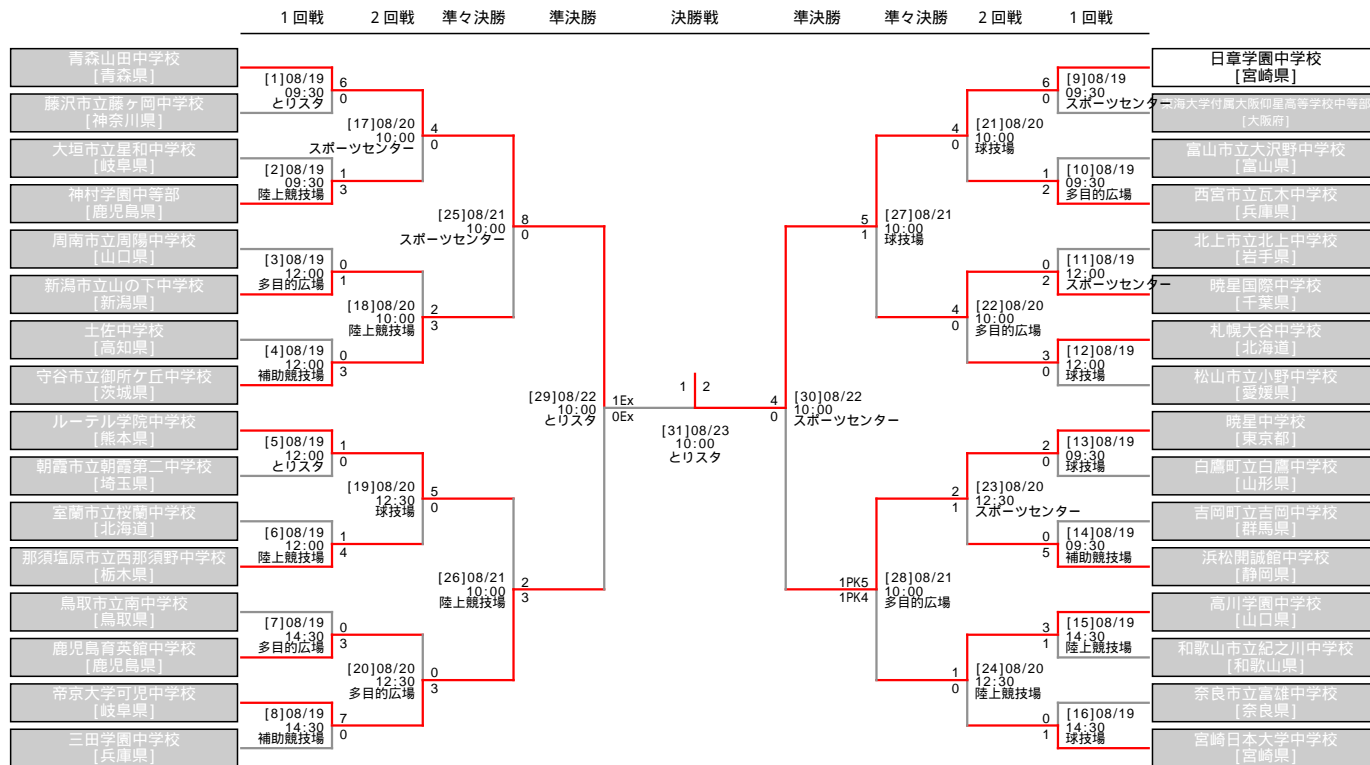 1回戦 2回戦 準々決勝 準決勝 決勝戦 準決勝 準々決勝 2回戦 1回戦
青森山田中学校
[青森県]
藤沢市立藤ヶ岡中学校
[神奈川県]
大垣市立星和中学校
[岐阜県]
神村学園中等部
[鹿児島県]
周南市立周陽中学校
[山口県]
新潟市立山の下中学校
[新潟県]
土佐中学校
[高知県]
守谷市立御所ケ丘中学校
[茨城県]
ルーテル学院中学校
[熊本県]
朝霞市立朝霞第二中学校
[埼玉県]
室蘭市立桜蘭中学校
[北海道]
那須塩原市立西那須野中学校
[栃木県]
鳥取市立南中学校
[鳥取県]
鹿児島育英館中学校
[鹿児島県]
帝京大学可児中学校
[岐阜県]
三田学園中学校
[兵庫県]
[1]08/19
09:30
とリスタ
6
0
[2]08/19
09:30
陸上競技場
1
3
[3]08/19
12:00
多目的広場
0
1
[4]08/19
12:00
補助競技場
0
3
[5]08/19
12:00
とリスタ
1
0
[6]08/19
12:00
陸上競技場
1
4
[7]08/19
14:30
多目的広場
0
3
[8]08/19
14:30
補助競技場
7
0
[17]08/20
10:00
スポーツセンター
4
0
[18]08/20
10:00
陸上競技場
2
3
[19]08/20
12:30
球技場
5
0
[20]08/20
12:30
多目的広場
0
3
[25]08/21
10:00
スポーツセンター
8
0
[26]08/21
10:00
陸上競技場
2
3
[29]08/22
10:00
とリスタ
1Ex
0Ex
1 2
[31]08/23
10:00
とリスタ
4
0
[30]08/22
10:00
スポーツセンター
5
1
[27]08/21
10:00
球技場
1PK5
1PK4
[28]08/21
10:00
多目的広場
4
0
[21]08/20
10:00
球技場
4
0
[22]08/20
10:00
多目的広場
2
1
[23]08/20
12:30
スポーツセンター
1
0
[24]08/20
12:30
陸上競技場
6
0
[9]08/19
09:30
スポーツセンター
1
2
[10]08/19
09:30
多目的広場
0
2
[11]08/19
12:00
スポーツセンター
3
0
[12]08/19
12:00
球技場
2
0
[13]08/19
09:30
球技場
0
5
[14]08/19
09:30
補助競技場
3
1
[15]08/19
14:30
陸上競技場
0
1
[16]08/19
14:30
球技場
日章学園中学校
[宮崎県]
東海大学付属大阪仰星高等学校中等部
[大阪府]
富山市立大沢野中学校
[富山県]
西宮市立瓦木中学校
[兵庫県]
北上市立北上中学校
[岩手県]
暁星国際中学校
[千葉県]
札幌大谷中学校
[北海道]
松山市立小野中学校
[愛媛県]
暁星中学校
[東京都]
白鷹町立白鷹中学校
[山形県]
吉岡町立吉岡中学校
[群馬県]
浜松開誠館中学校
[静岡県]
高川学園中学校
[山口県]
和歌山市立紀之川中学校
[和歌山県]
奈良市立富雄中学校
[奈良県]
宮崎日本大学中学校
[宮崎県]